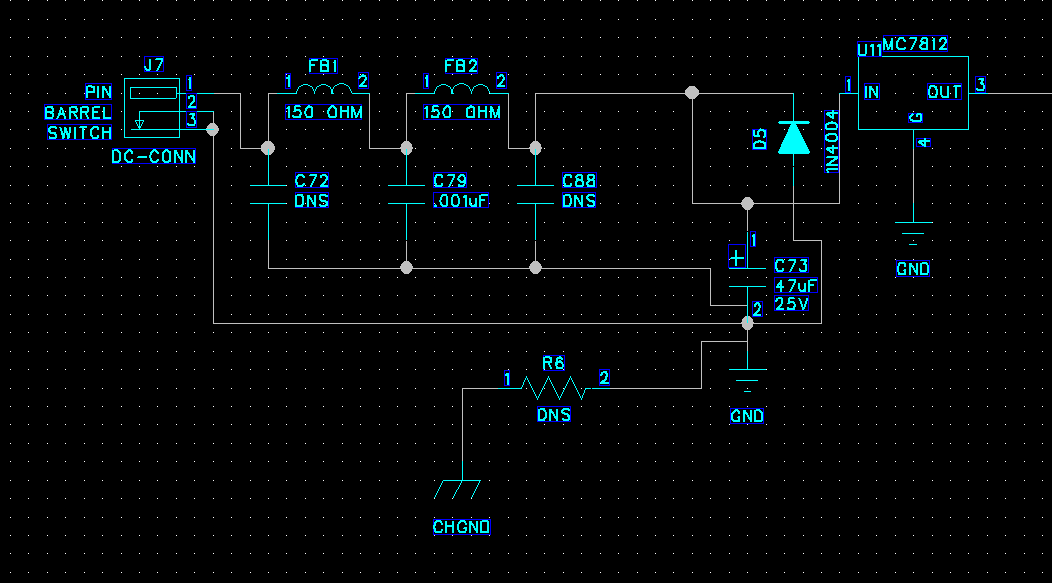 J7
PIN
BARREL
SWITCH
1
2
3
DC-CONN
FB1
1
2
150 OHM
FB2
1
2
150 OHM
C72
DNS
C79
.001uF
C88
DNS
D5
1N4004
U11
MC7812
1
IN
OUT
3
G
4
GND
1
+
C73
47uF
25V
2
GND
R6
1
2
DNS
CHGND